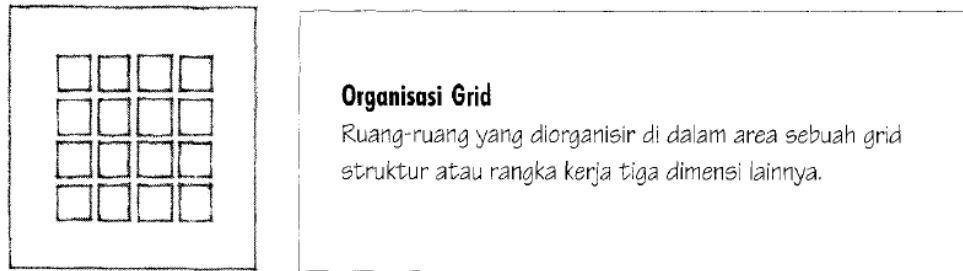 Organisasi Grid
Ruang-ruang yang diorganisir di dalam area sebuah grid
struktur atau rangka kerja tiga dimensi lainnya.